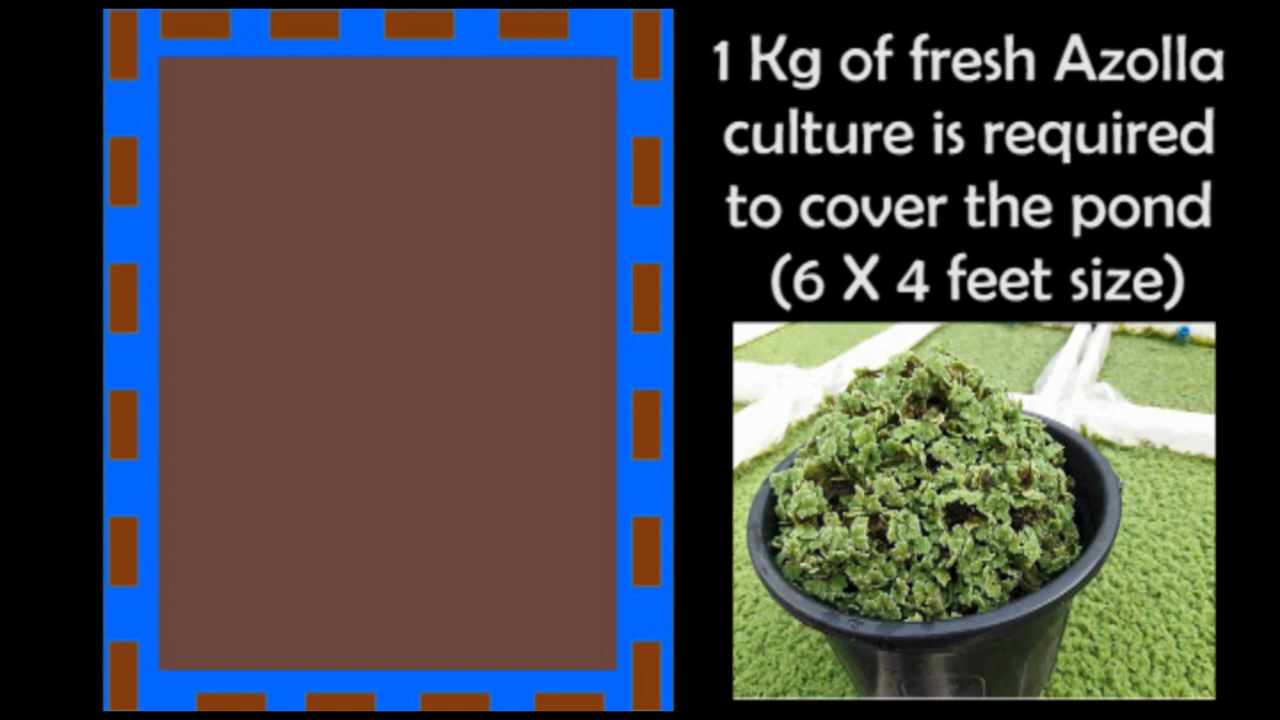 1 Kg of fresh Azolla
culture is required
to cover the pond
(6 X 4 feet size)